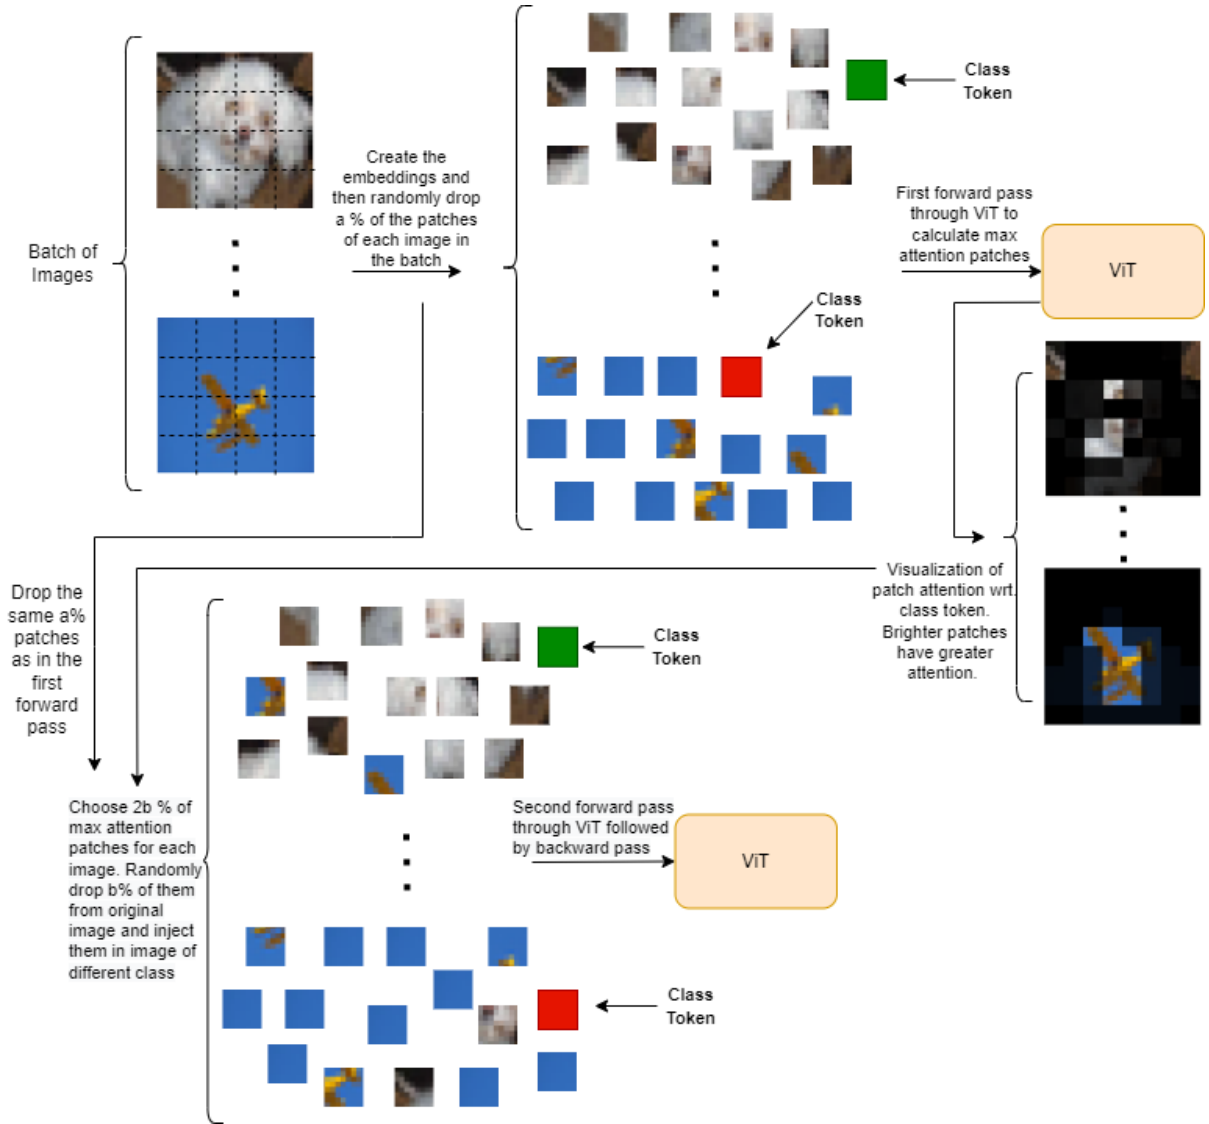 Batch of
Images
Create the
embeddings and
then randomly drop
a % of the patches
of each image in
the batch
Class
Token
Class
Token
First forward pass
through ViT to
calculate max
attention patches
ViT
Visualization of
patch attention wrt.
class token.
Brighter patches
have greater
attention.
Drop the
same a%
patches
as in the
first
forward
pass
Choose 2b % of
max attention
patches for each
image. Randomly
drop b% of them
from original
image and inject
them in image of
different class
Class
Token
Second forward pass
through ViT followed
by backward pass
ViT
Class
Token